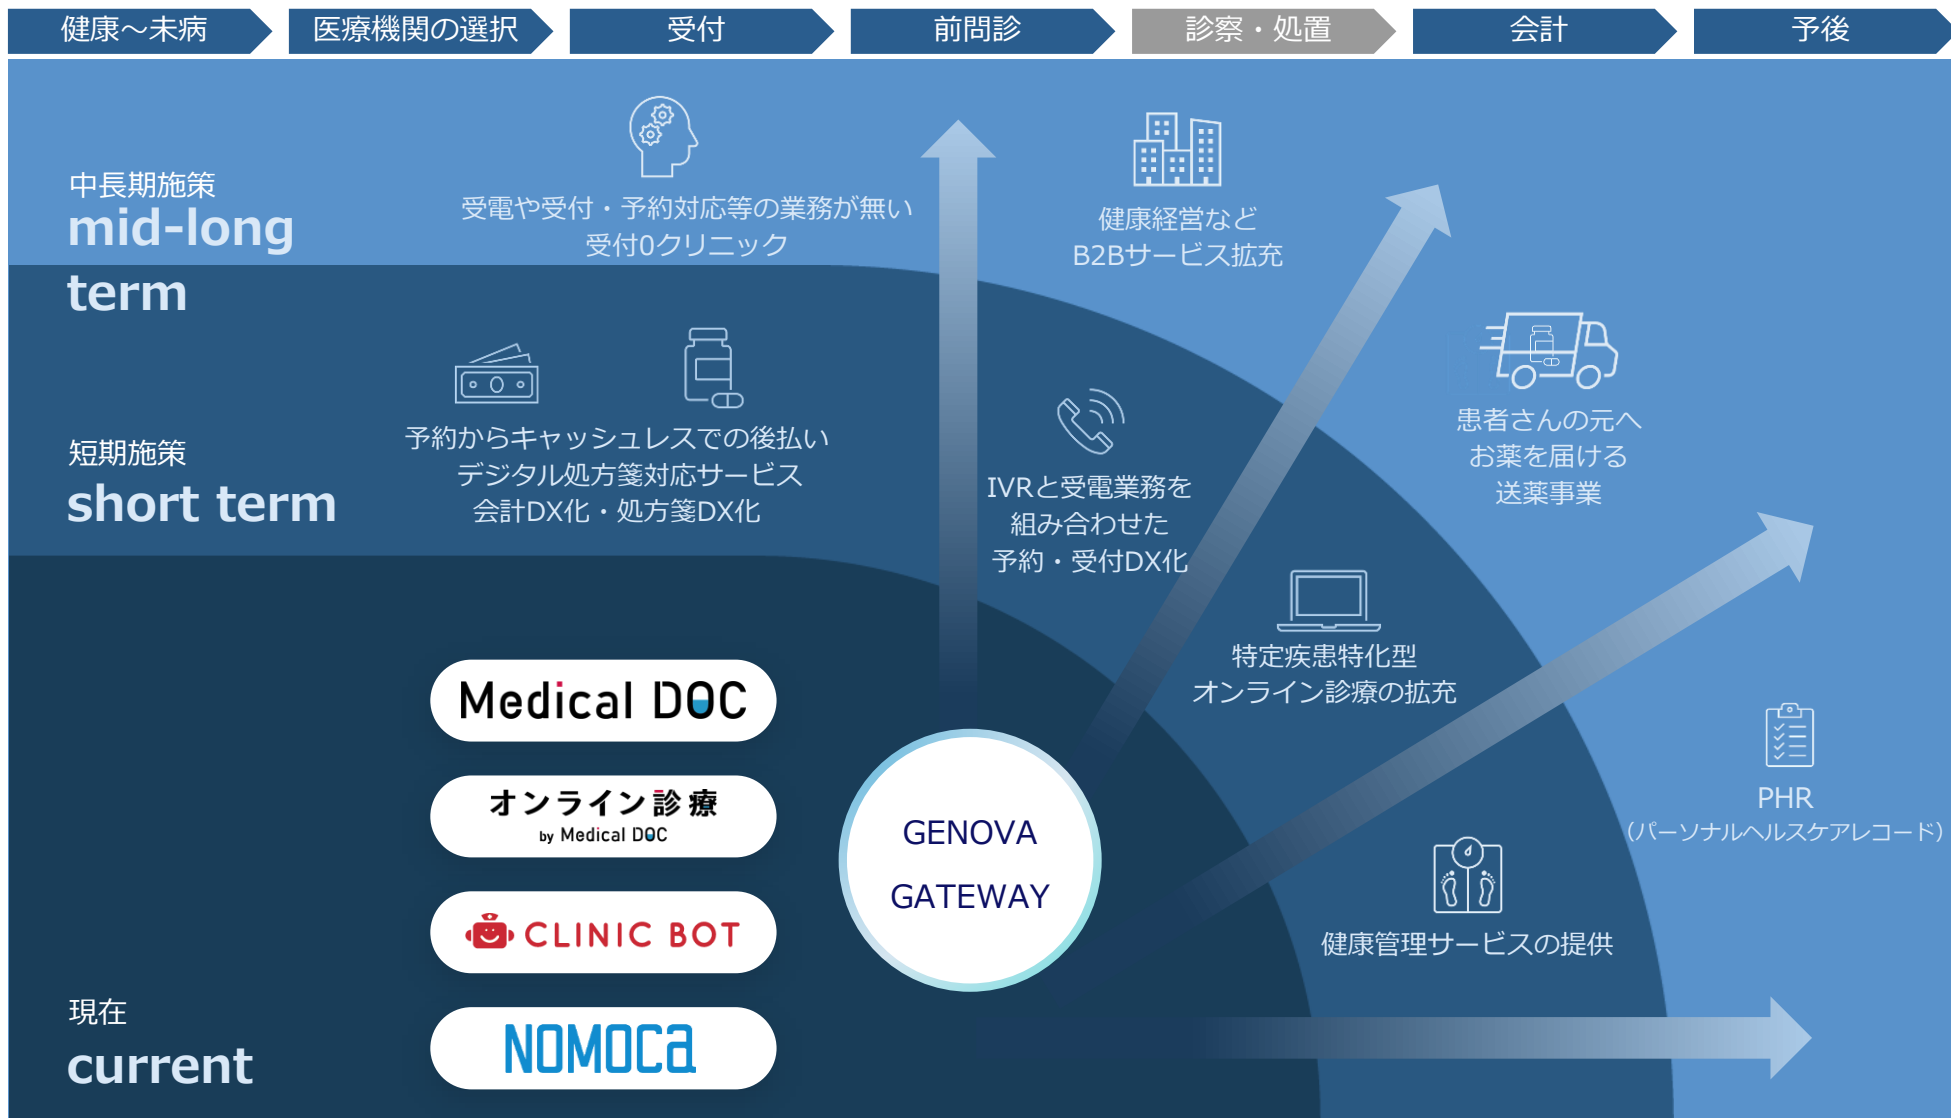 健康～未病
医療機関の選択
受付
前問診
診察・処置
会計
予後
中長期施策
mid-long
term
受電や受付・予約対応等の業務が無い
受付0クリニック
健康経営など
B2Bサービス拡充
患者さんの元へ
お薬を届ける
送薬事業
PHR
（パーソナルヘルスケアレコード）
短期施策
short term
予約からキャッシュレスでの後払い
デジタル処方箋対応サービス
会計DX化・処方箋DX化
IVRと受電業務を
組み合わせた
予約・受付DX化
特定疾患特化型
オンライン診療の拡充
健康管理サービスの提供
現在
current
Medical DOC
オンライン診療
by Medical DOC
CLINIC BOT
NOMOCa
GENOVA
GATEWAY